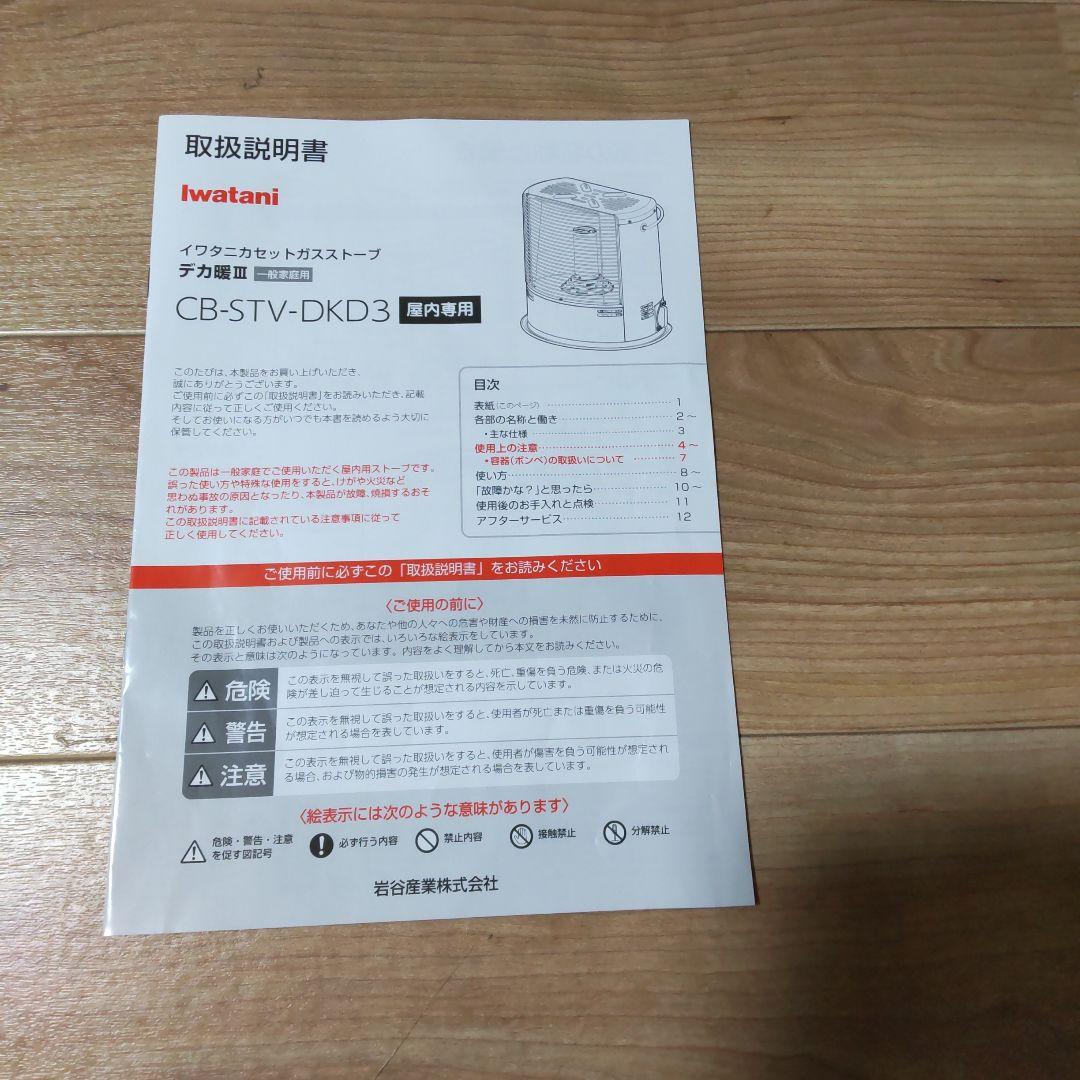 取扱説明書
Iwatani
イワタニカセットガスストーブ
デカ暖Ⅲ 一般家庭用
CB-STV-DKD3 屋内専用
このたびは、本製品をお買い上げいただき、
誠にありがとうございます。
ご使用前に必ずこの「取扱説明書」をお読みいただき、記載
内容に従って正しくご使用ください。
そしてお使いになる方がいつでも本書を読めるよう大切に
保管してください。
この製品は一般家庭でご使用いただく屋内用ストーブです。
誤った使い方や特殊な使用をすると、けがや火災など
思わぬ事故の原因となったり、本製品が故障、焼損するおそ
れがあります。
この取扱説明書に記載されている注意事項に従って
正しく使用してください。
目次
表紙(このページ) 1
各部の名称と働き 2～
・主な仕様 3
使用上の注意 4～
・容器(ボンベ)の取扱いについて 7
使い方 8～
「故障かな?」と思ったら 10～
使用後のお手入れと点検 11
アフターサービス 12
ご使用前に必ずこの「取扱説明書」をお読みください
〈ご使用の前に〉
製品を正しくお使いいただくため、あなたや他の人々への危害や財産への損害を未然に防止するために、
この取扱説明書および製品への表示では、いろいろな絵表示をしています。
その表示と意味は次のようになっています。内容をよく理解してから本文をお読みください。
危険 この表示を無視して誤った取扱いをすると、死亡、重傷を負う危険、または火災の危
険が差し迫って生じることが想定される内容を示しています。
警告 この表示を無視して誤った取扱いをすると、使用者が死亡または重傷を負う可能性
が想定される場合を表しています。
注意 この表示を無視して誤った取扱いをすると、使用者が傷害を負う可能性が想定され
る場合、および物的損害の発生が想定される場合を表しています。
〈絵表示には次のような意味があります〉
危険・警告・注意
を促す図記号
必ず行う内容
禁止内容
接触禁止
分解禁止
岩谷産業株式会社